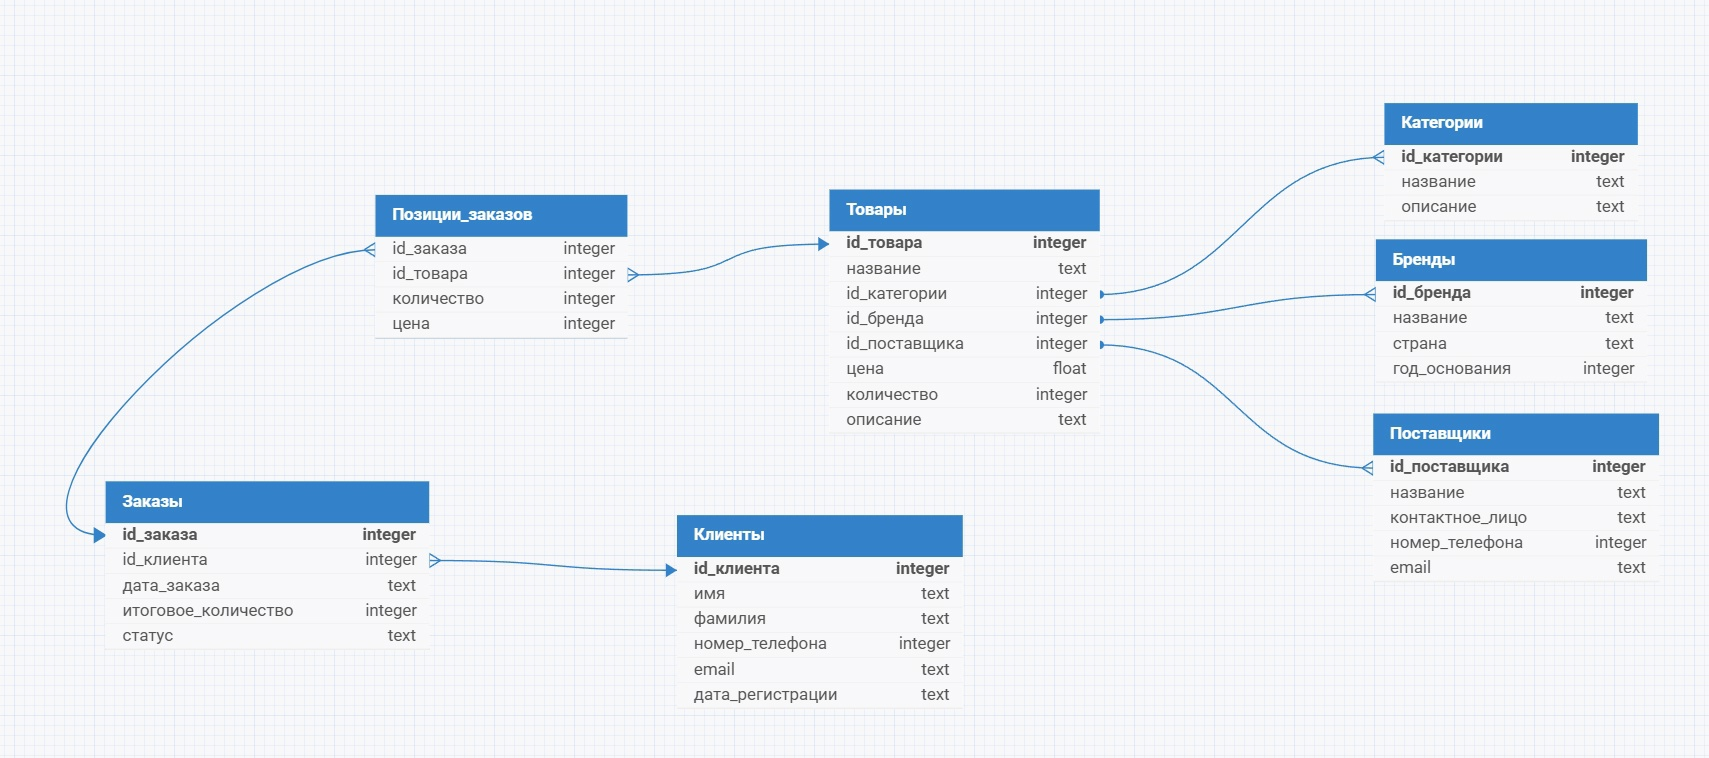 Позиции_заказов
id_заказа integer
id_товара integer
количество integer
цена integer
Товары
id_товара integer
название text
id_категории integer
id_бренда integer
id_поставщика integer
цена float
количество integer
описание text
Категории
id_категории integer
название text
описание text
Бренды
id_бренда integer
название text
страна text
год_основания integer
Поставщики
id_поставщика integer
название text
контактное_лицо text
номер_телефона integer
email text
Заказы
id_заказа integer
id_клиента integer
дата_заказа text
итоговое_количество integer
статус text
Клиенты
id_клиента integer
имя text
фамилия text
номер_телефона integer
email text
дата_регистрации text